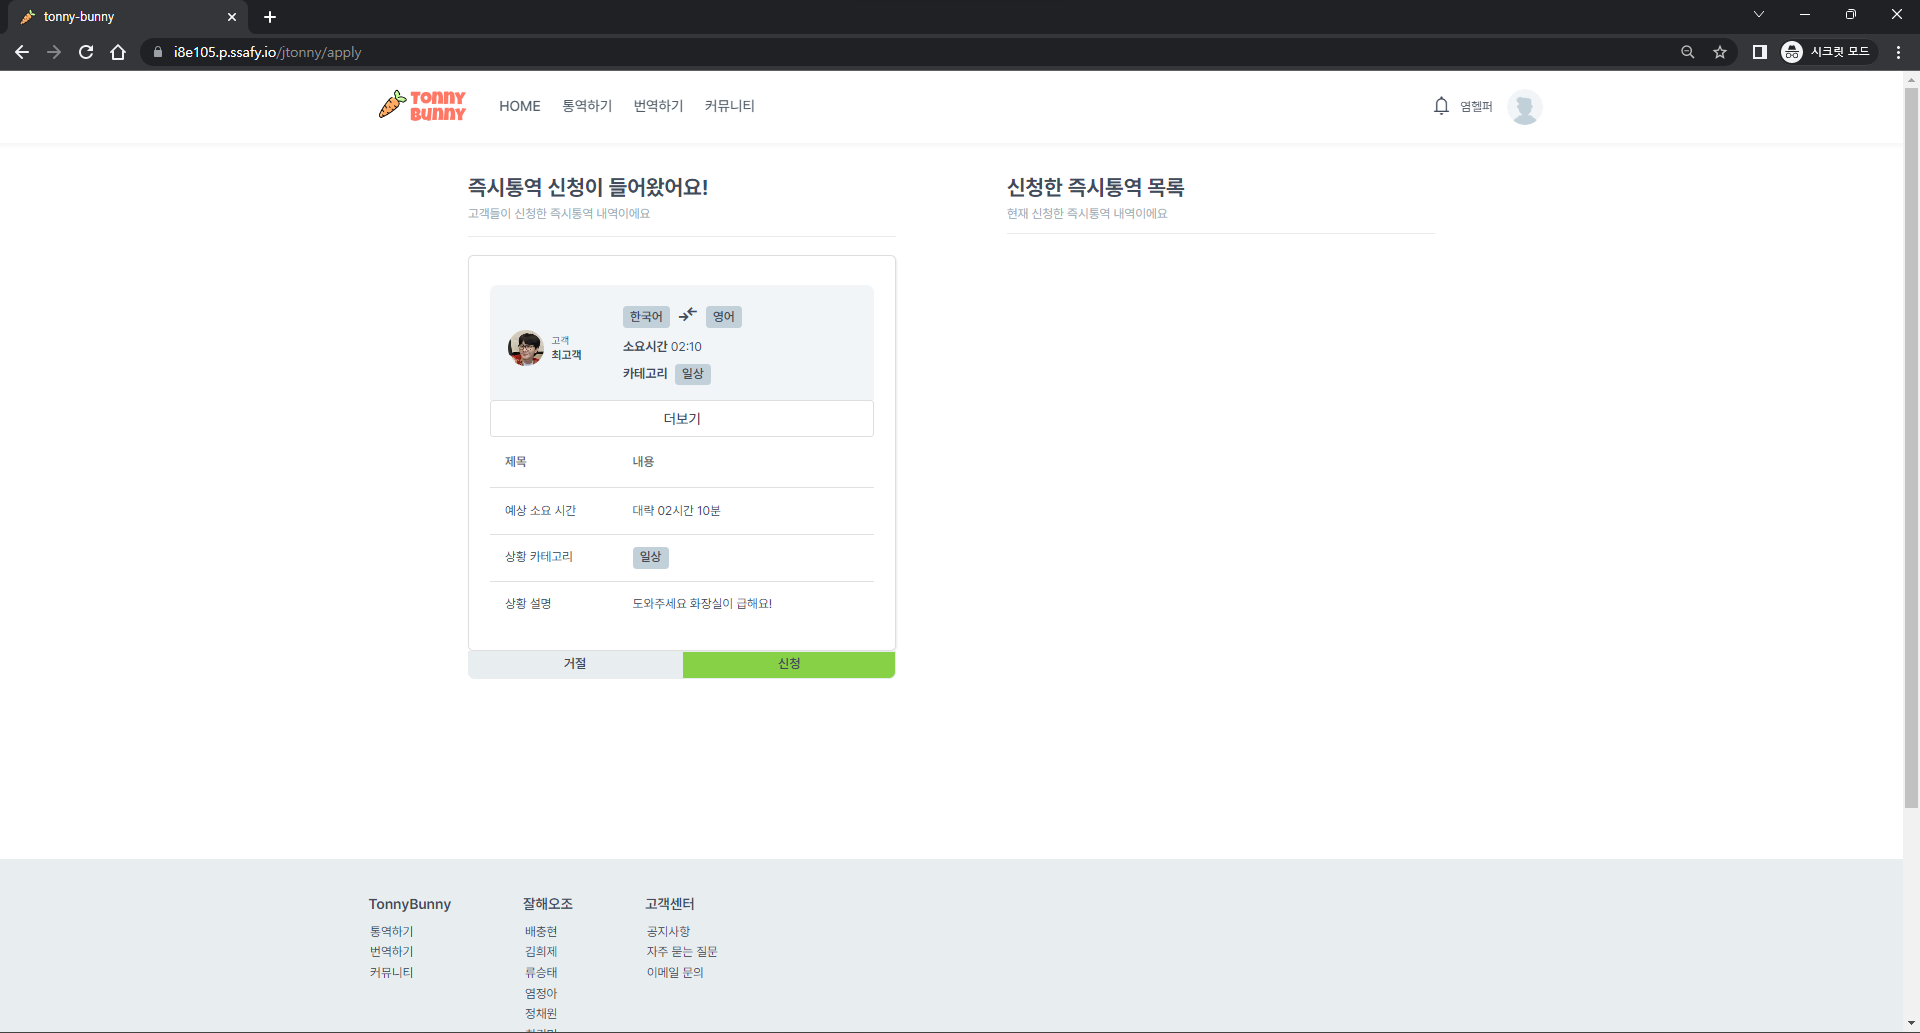 tonny-bunny
i8e105.p.ssafy.io/jtonny/apply
시크릿 모드
TONNY
BUNNY
HOME
통역하기
번역하기
커뮤니티
염헬퍼
즉시통역 신청이 들어왔어요!
고객들이 신청한 즉시통역 내역이에요
고객
최고객
한국어
영어
소요시간 02:10
카테고리 일상
더보기
제목 내용
예상 소요 시간 대략 02시간 10분
상황 카테고리 일상
상황 설명 도와주세요 화장실이 급해요!
거절
신청
신청한 즉시통역 목록
현재 신청한 즉시통역 내역이에요
TonnyBunny
통역하기
번역하기
커뮤니티
잘해오조
배충현
김희제
류승태
염정아
정채원
고객센터
공지사항
자주 묻는 질문
이메일 문의